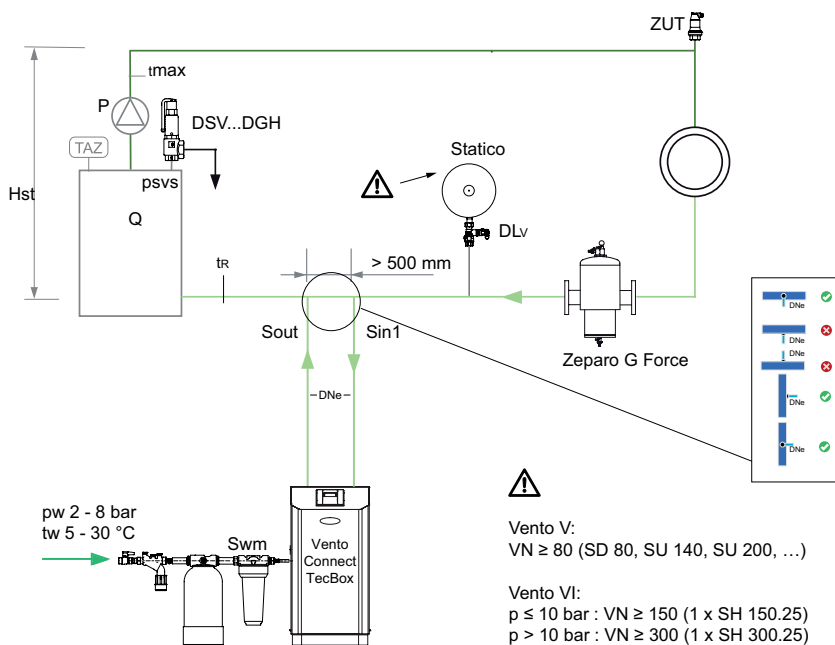 ZUT
tmax
P
DSV...DGH
TAZ
Statico
psvs
Hst
Q
DLv
tR
> 500 mm
Sout
Sin1
Zeparo G Force
DNe
DNe
DNe
DNe
DNe
–DNe–
pw 2 - 8 bar
tw 5 - 30 °C
Swm
Vento
Connect
TecBox
Vento V:
VN ≥ 80 (SD 80, SU 140, SU 200, …)
Vento VI:
p ≤ 10 bar : VN ≥ 150 (1 x SH 150.25)
p > 10 bar : VN ≥ 300 (1 x SH 300.25)